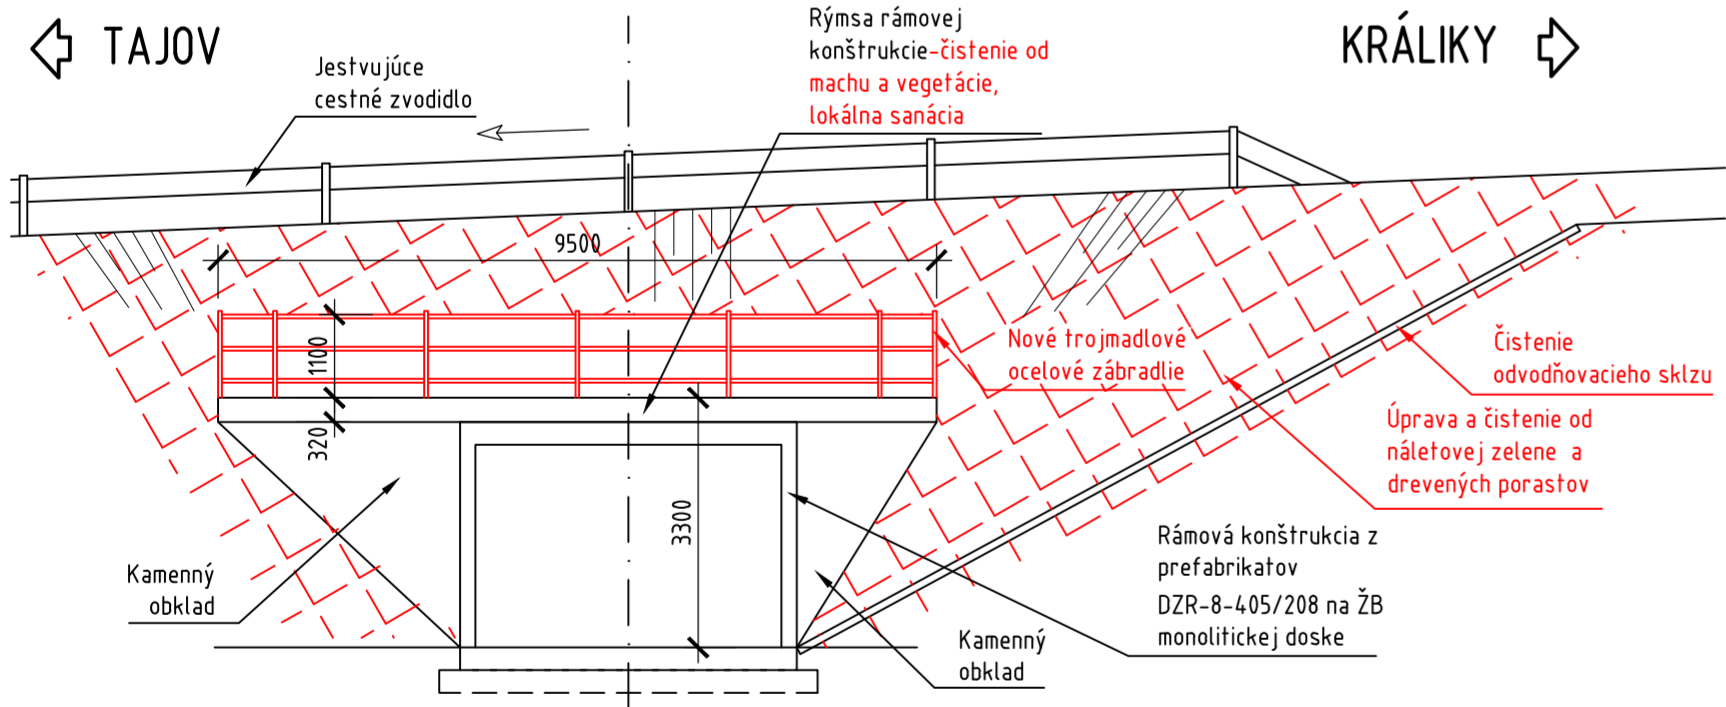 TAJOV
Jestvujúce
cestné zvodidlo
Rýmsa rámovej
konštrukcie-čistenie od
machu a vegetácie,
lokálna sanácia
KRÁLIKY
9500
1100
320
3300
Nové trojmadlové
ocelové zábradlie
Čistenie
odvodňovacieho sklzu
Úprava a čistenie od
náletovej zelene a
drevených porastov
Rámová konštrukcia z
prefabrikatov
DZR-8-405/208 na ŽB
monolitickej doske
Kamenný
obklad
Kamenný
obklad